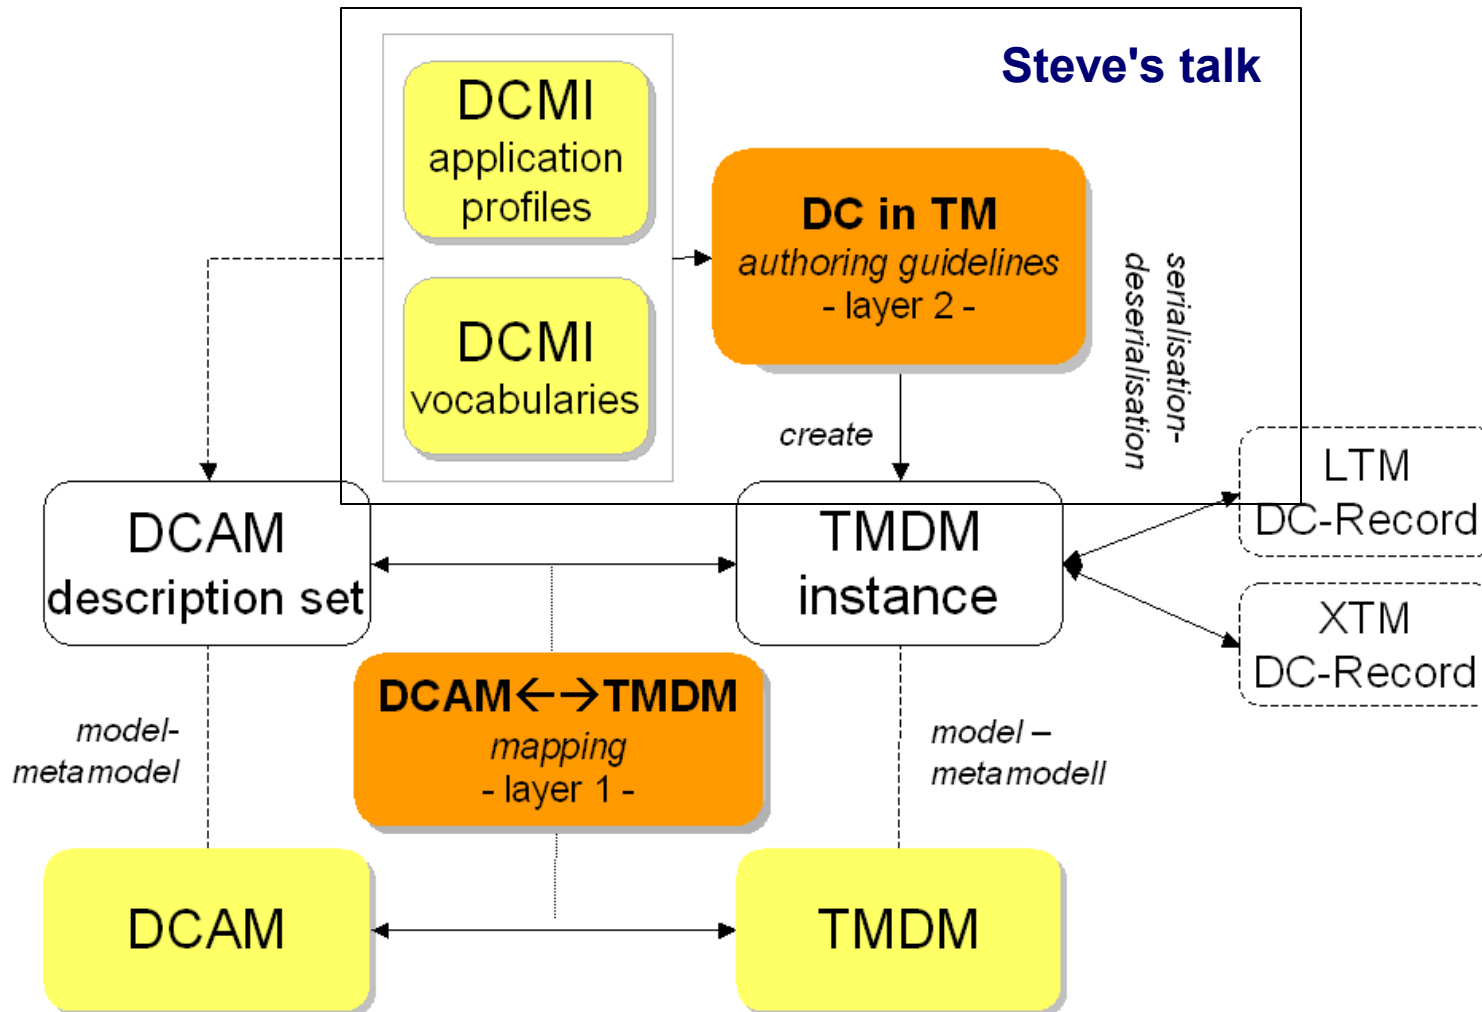 Steve's talk
DCMI
application
profiles
DCMI
vocabularies
DC in TM
authoring guidelines
- layer 2 -
serialisation-
deserialisation
create
LTM
DC-Record
DCAM
description set
TMDM
instance
XTM
DC-Record
DCAM←→TMDM
mapping
- layer 1 -
model-
metamodel
model –
metamodell
DCAM
TMDM